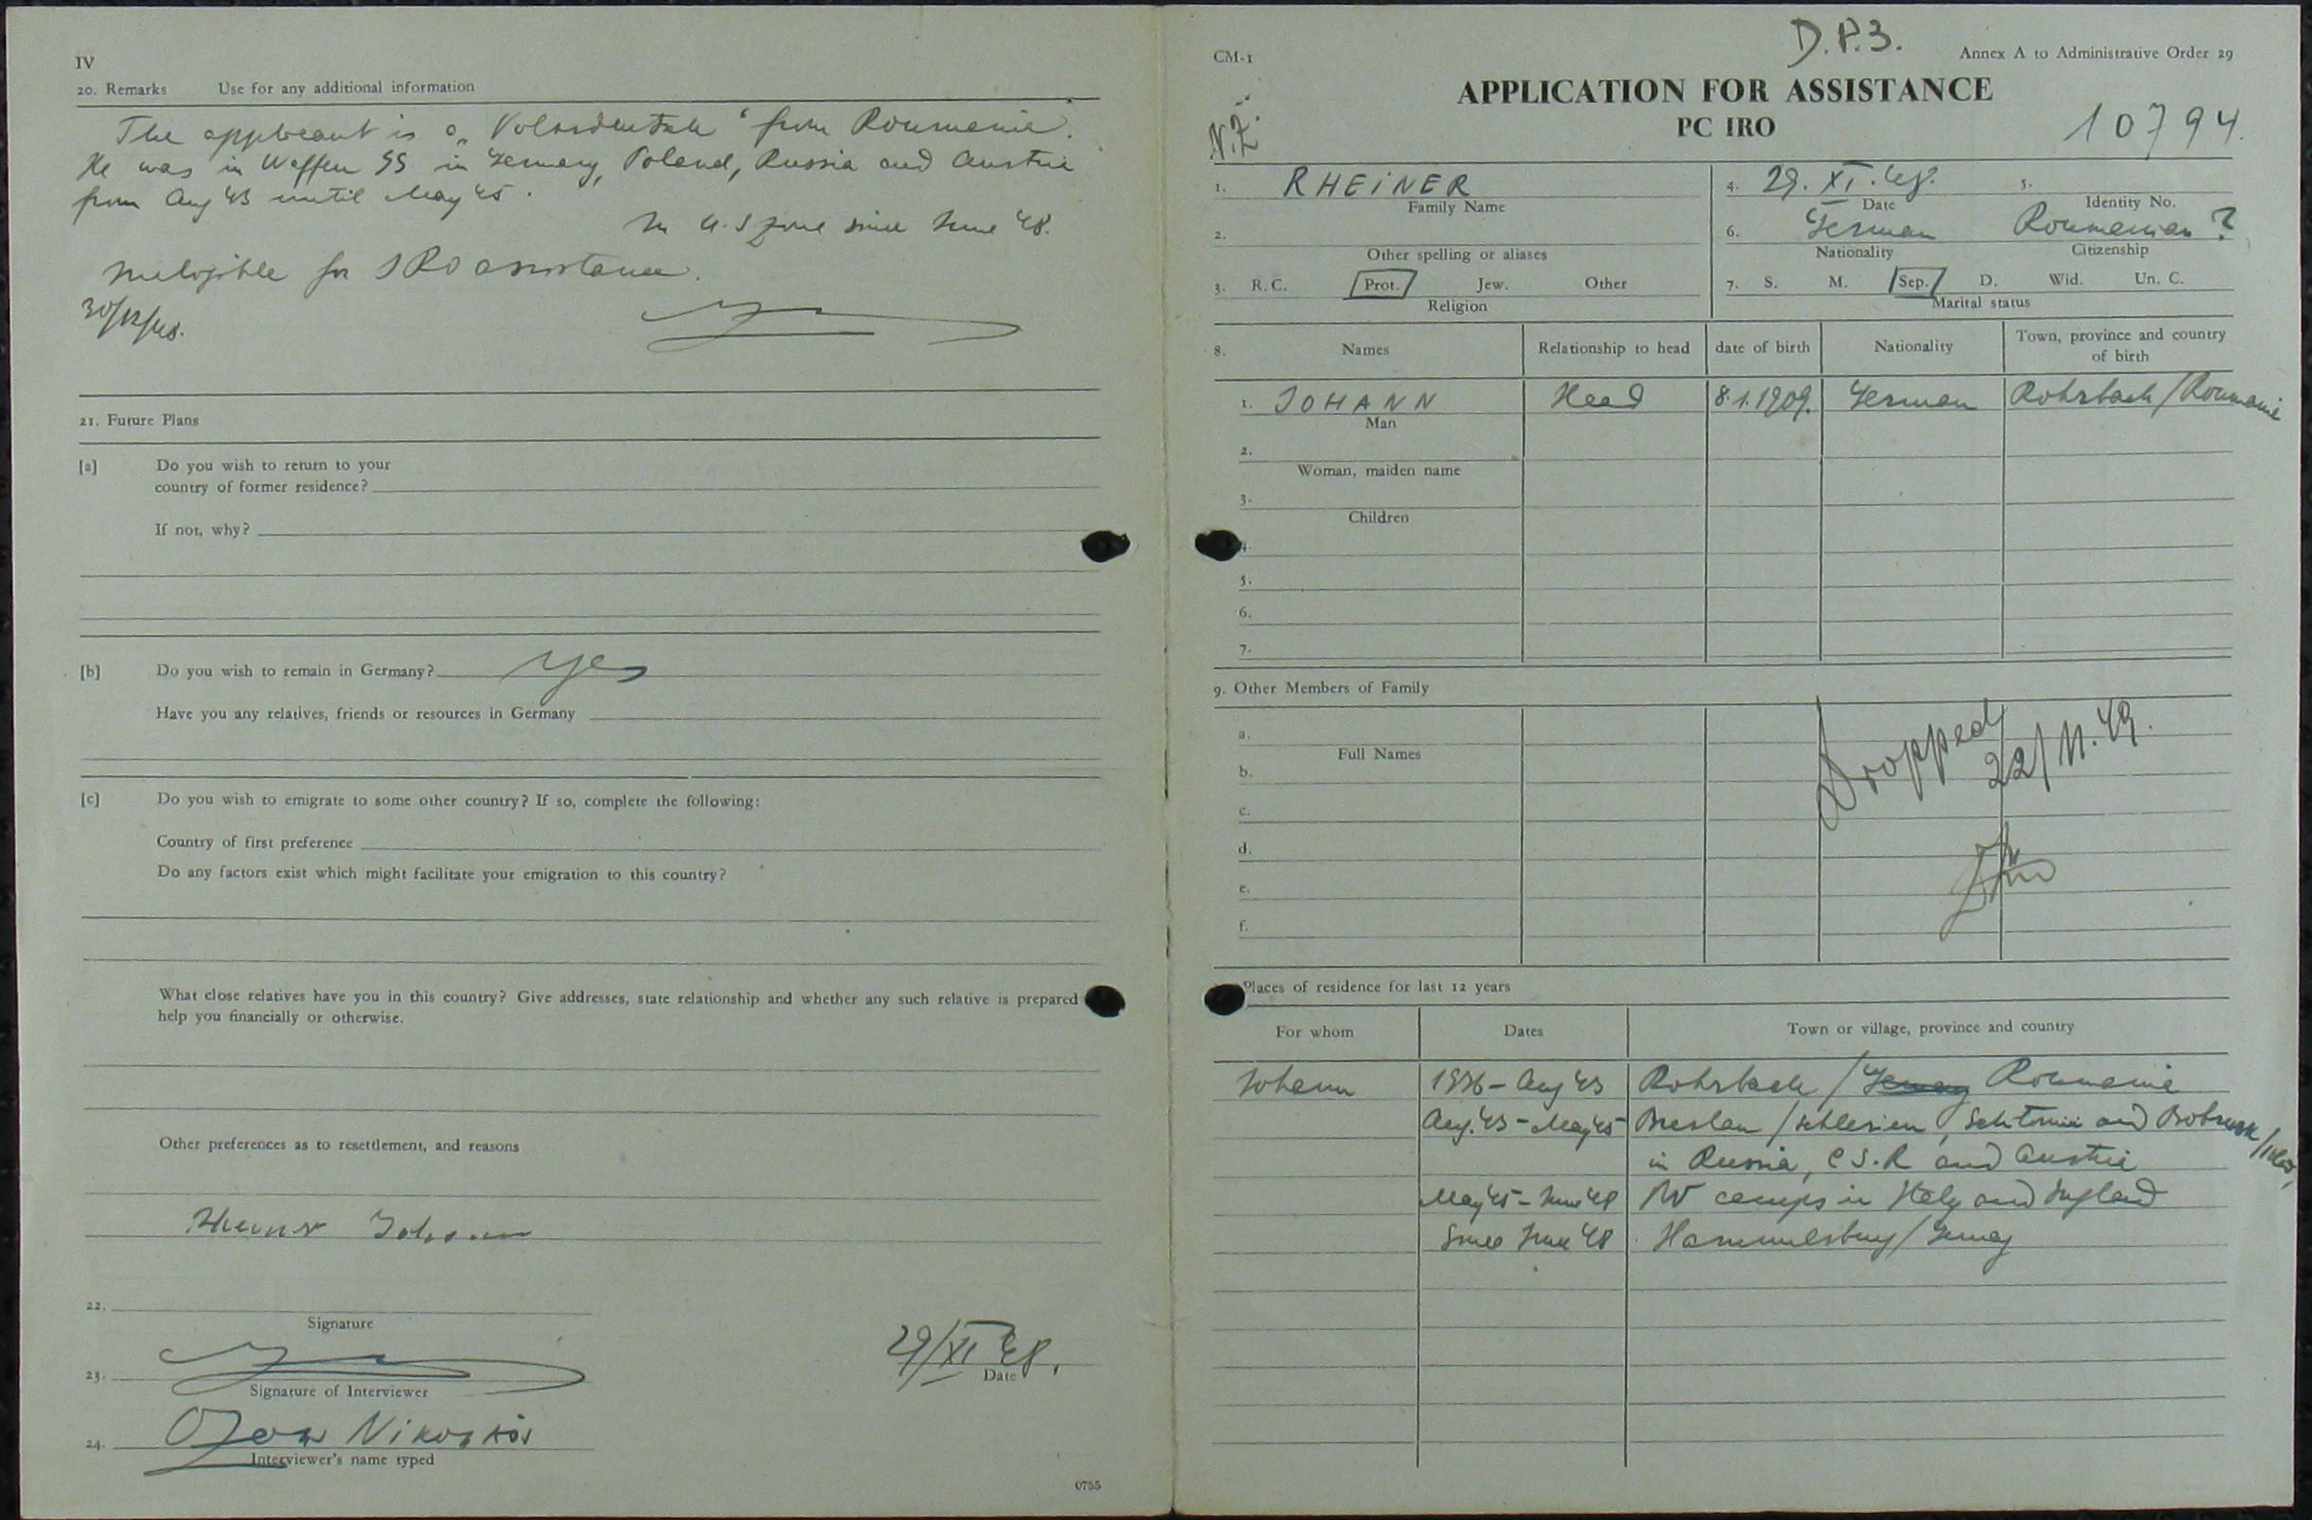 IV
20. Remarks Use for any additional information
The applicant is a „Volksdeutsche“ from Roumania.
He was in Waffen SS in Germany, Poland, Russia and Austria
from Aug 43 until May 45.
In U.S zone since June 48.
Ineligible for IRO assistance.
30/12/48.
21. Future Plans
[a] Do you wish to return to your
country of former residence?
If not, why?
[b] Do you wish to remain in Germany? Yes
Have you any relatives, friends or resources in Germany
[c] Do you wish to emigrate to some other country? If so, complete the following:
Country of first preference
Do any factors exist which might facilitate your emigration to this country?
What close relatives have you in this country? Give addresses, state relationship and whether any such relative is prepared
help you financially or otherwise.
Other preferences as to resettlement, and reasons
Johann
22.
Signature
29/XI 48.
23.
Signature of Interviewer
Date
24.
Interviewer's name typed
0755
CM-1
D.P.3.
Annex A to Administrative Order 29
APPLICATION FOR ASSISTANCE
PC IRO
N.Z.
10794.
1. RHEINER
Family Name
4. 29. XI. 48.
Date
5.
Identity No.
2.
Other spelling or aliases
6. German Roumanian ?
Nationality Citizenship
3. R.C. Prot. Jew. Other
Religion
7. S. M. Sep. D. Wid. Un. C.
Marital status
8. Names Relationship to head date of birth Nationality Town, province and country
of birth
1. JOHANN Head 8.1.1909. German Rohrbach/Roumanie
Man
2.
Woman, maiden name
3.
Children
4.
5.
6.
7.
9. Other Members of Family
a.
Full Names
b.
c.
d.
e.
f.
Dropped
22/11.49.
Places of residence for last 12 years
For whom Dates Town or village, province and country
Johann 1936 - Aug 43 Rohrbach / Germany Roumanie
Aug. 43 - May 45 Breslau / Schlesien, and Bobruisk
in Russia, C S.R and Austria
May 45 - June 48 PW camps in Italy and England
Since June 48 Hammelburg / Germany